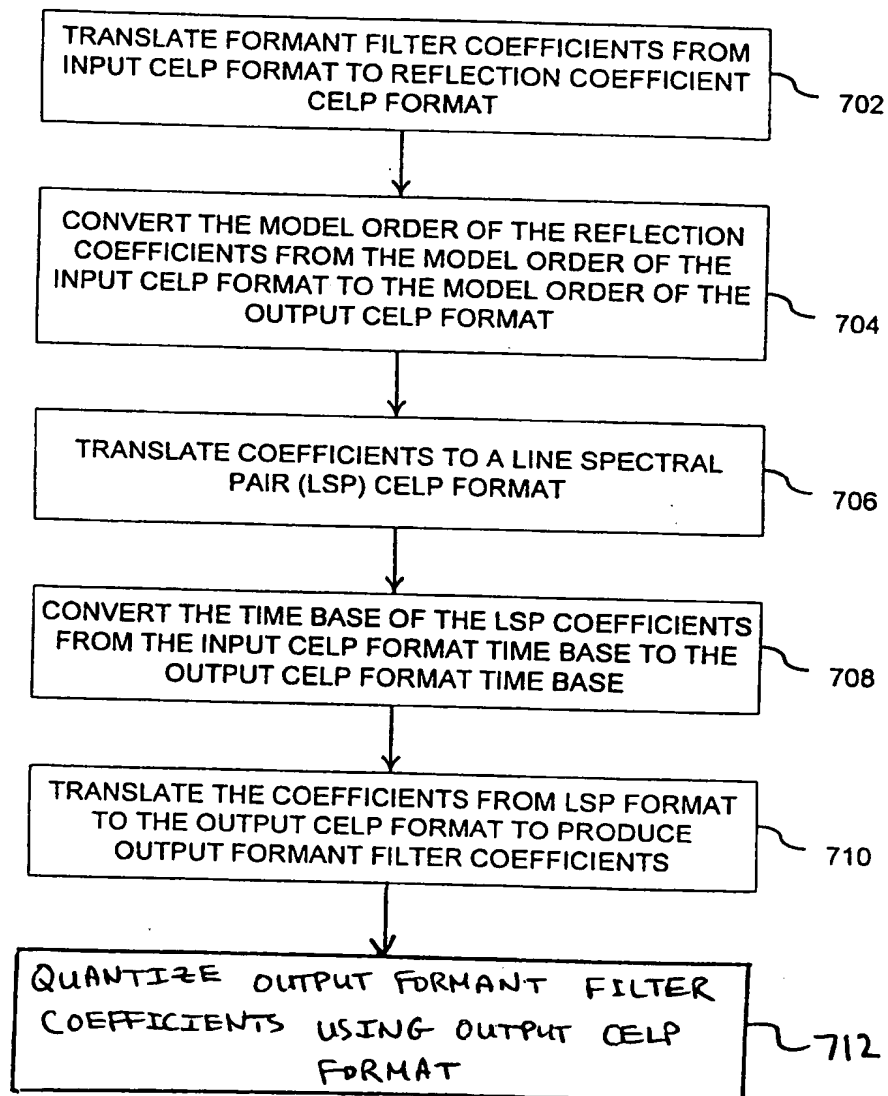 TRANSLATE FORMANT FILTER COEFFICIENTS FROM
INPUT CELP FORMAT TO REFLECTION COEFFICIENT
CELP FORMAT
702
CONVERT THE MODEL ORDER OF THE REFLECTION
COEFFICIENTS FROM THE MODEL ORDER OF THE
INPUT CELP FORMAT TO THE MODEL ORDER OF THE
OUTPUT CELP FORMAT
704
TRANSLATE COEFFICIENTS TO A LINE SPECTRAL
PAIR (LSP) CELP FORMAT
706
CONVERT THE TIME BASE OF THE LSP COEFFICIENTS
FROM THE INPUT CELP FORMAT TIME BASE TO THE
OUTPUT CELP FORMAT TIME BASE
708
TRANSLATE THE COEFFICIENTS FROM LSP FORMAT
TO THE OUTPUT CELP FORMAT TO PRODUCE
OUTPUT FORMANT FILTER COEFFICIENTS
710
QUANTIZE OUTPUT FORMANT FILTER
COEFFICIENTS USING OUTPUT CELP
FORMAT
712